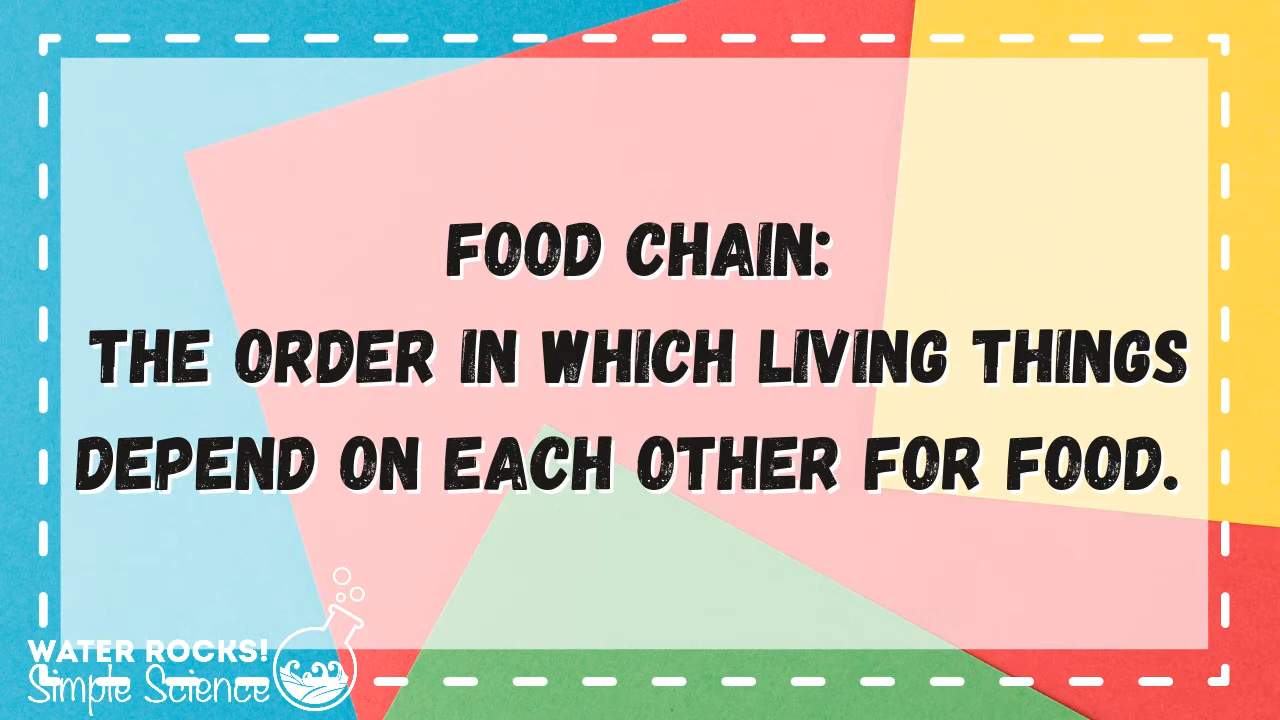 FOOD CHAIN:
THE ORDER IN WHICH LIVING THINGS
DEPEND ON EACH OTHER FOR FOOD.
WATER ROCKS!
Simple Science